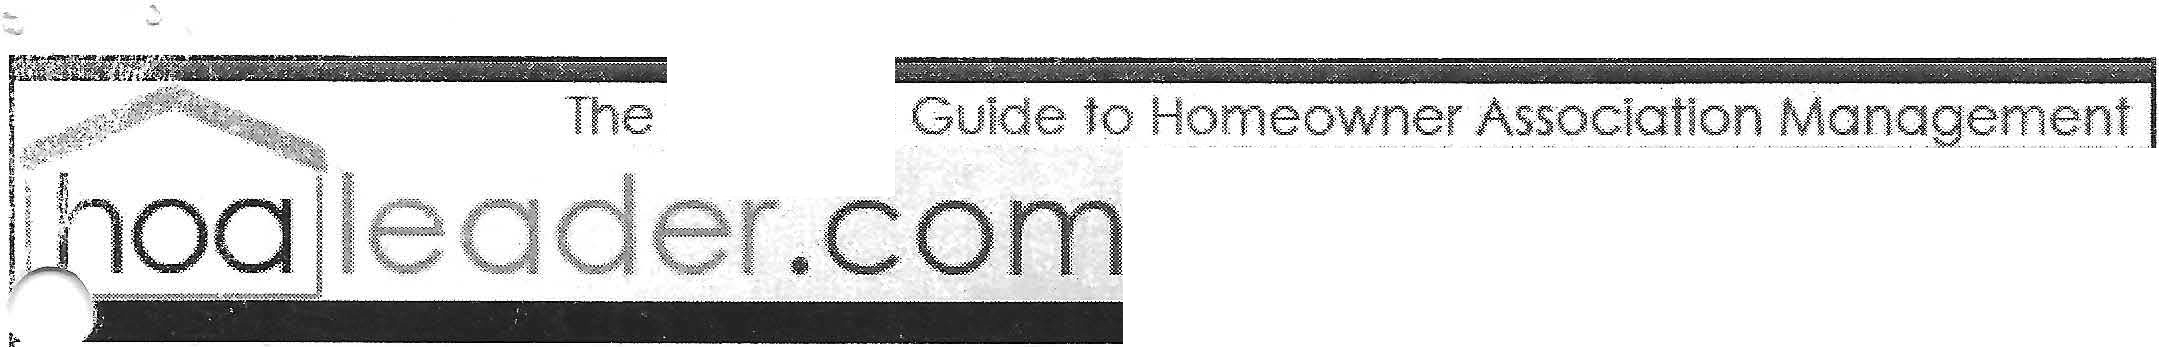 The Guide to Homeowner Association Management
hoaleader.com